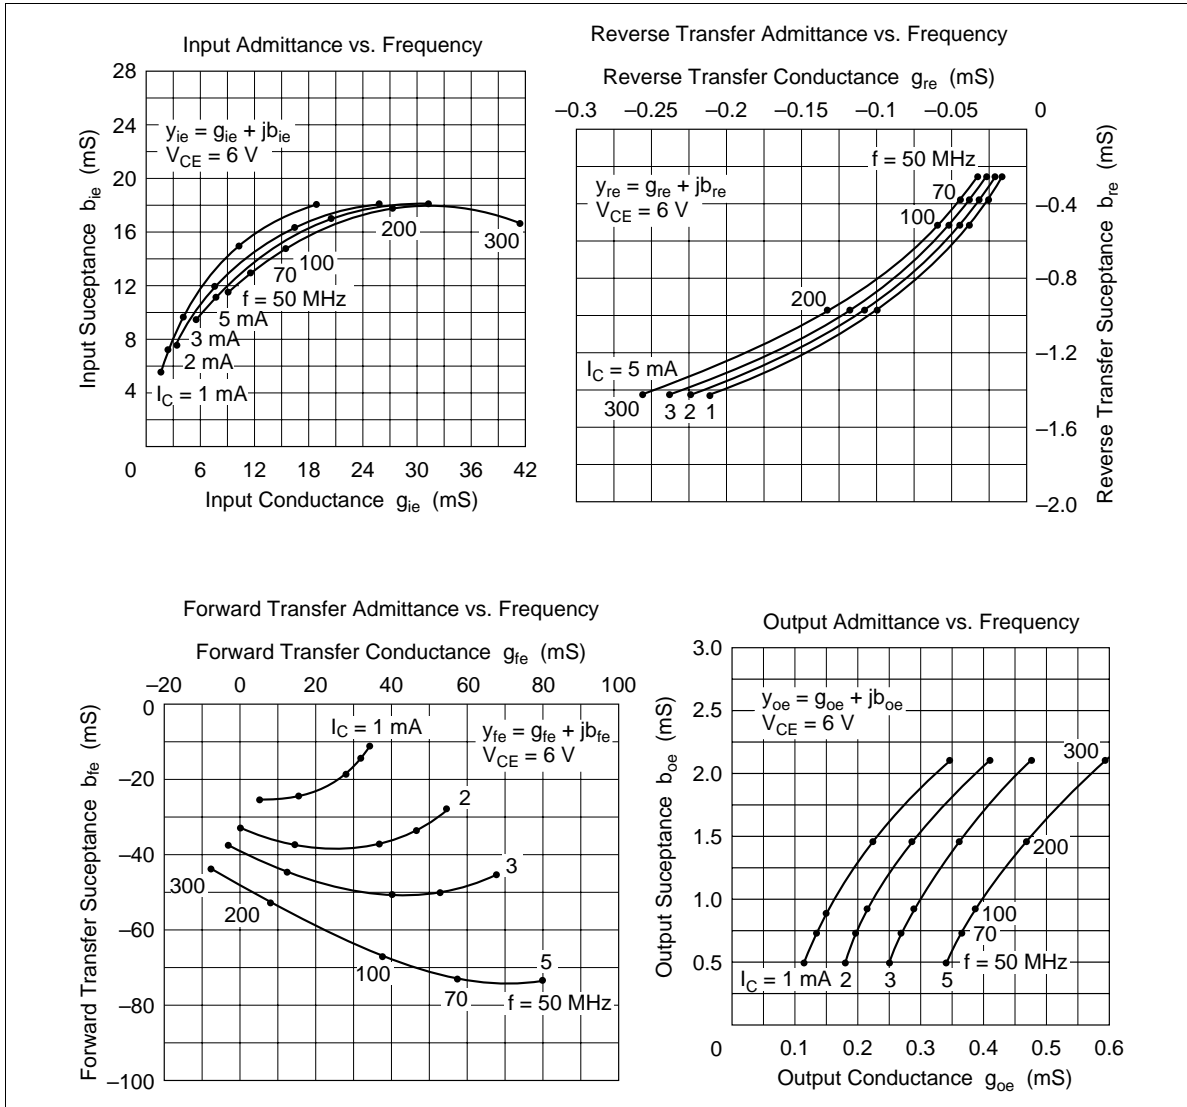 Input Admittance vs. Frequency
28
24
20
16
12
8
4
0
6
12
18
24
30
36
42
Input Suceptance b_ie (mS)
Input Conductance g_ie (mS)
y_ie = g_ie + jb_ie
V_CE = 6 V
200
300
100
70
f = 50 MHz
5 mA
3 mA
2 mA
I_C = 1 mA
Reverse Transfer Admittance vs. Frequency
Reverse Transfer Conductance g_re (mS)
–0.3
–0.25
–0.2
–0.15
–0.1
–0.05
0
–0.4
–0.8
–1.2
–1.6
–2.0
Reverse Transfer Suceptance b_re (mS)
f = 50 MHz
y_re = g_re + jb_re
V_CE = 6 V
70
100
200
I_C = 5 mA
300
3
2
1
Forward Transfer Admittance vs. Frequency
Forward Transfer Conductance g_fe (mS)
–20
0
20
40
60
80
100
0
–20
–40
–60
–80
–100
Forward Transfer Suceptance b_fe (mS)
I_C = 1 mA
y_fe = g_fe + jb_fe
V_CE = 6 V
2
3
300
200
100
5
70
f = 50 MHz
Output Admittance vs. Frequency
3.0
2.5
2.0
1.5
1.0
0.5
0
0.1
0.2
0.3
0.4
0.5
0.6
Output Suceptance b_oe (mS)
Output Conductance g_oe (mS)
y_oe = g_oe + jb_oe
V_CE = 6 V
300
200
100
70
f = 50 MHz
I_C = 1 mA
2
3
5